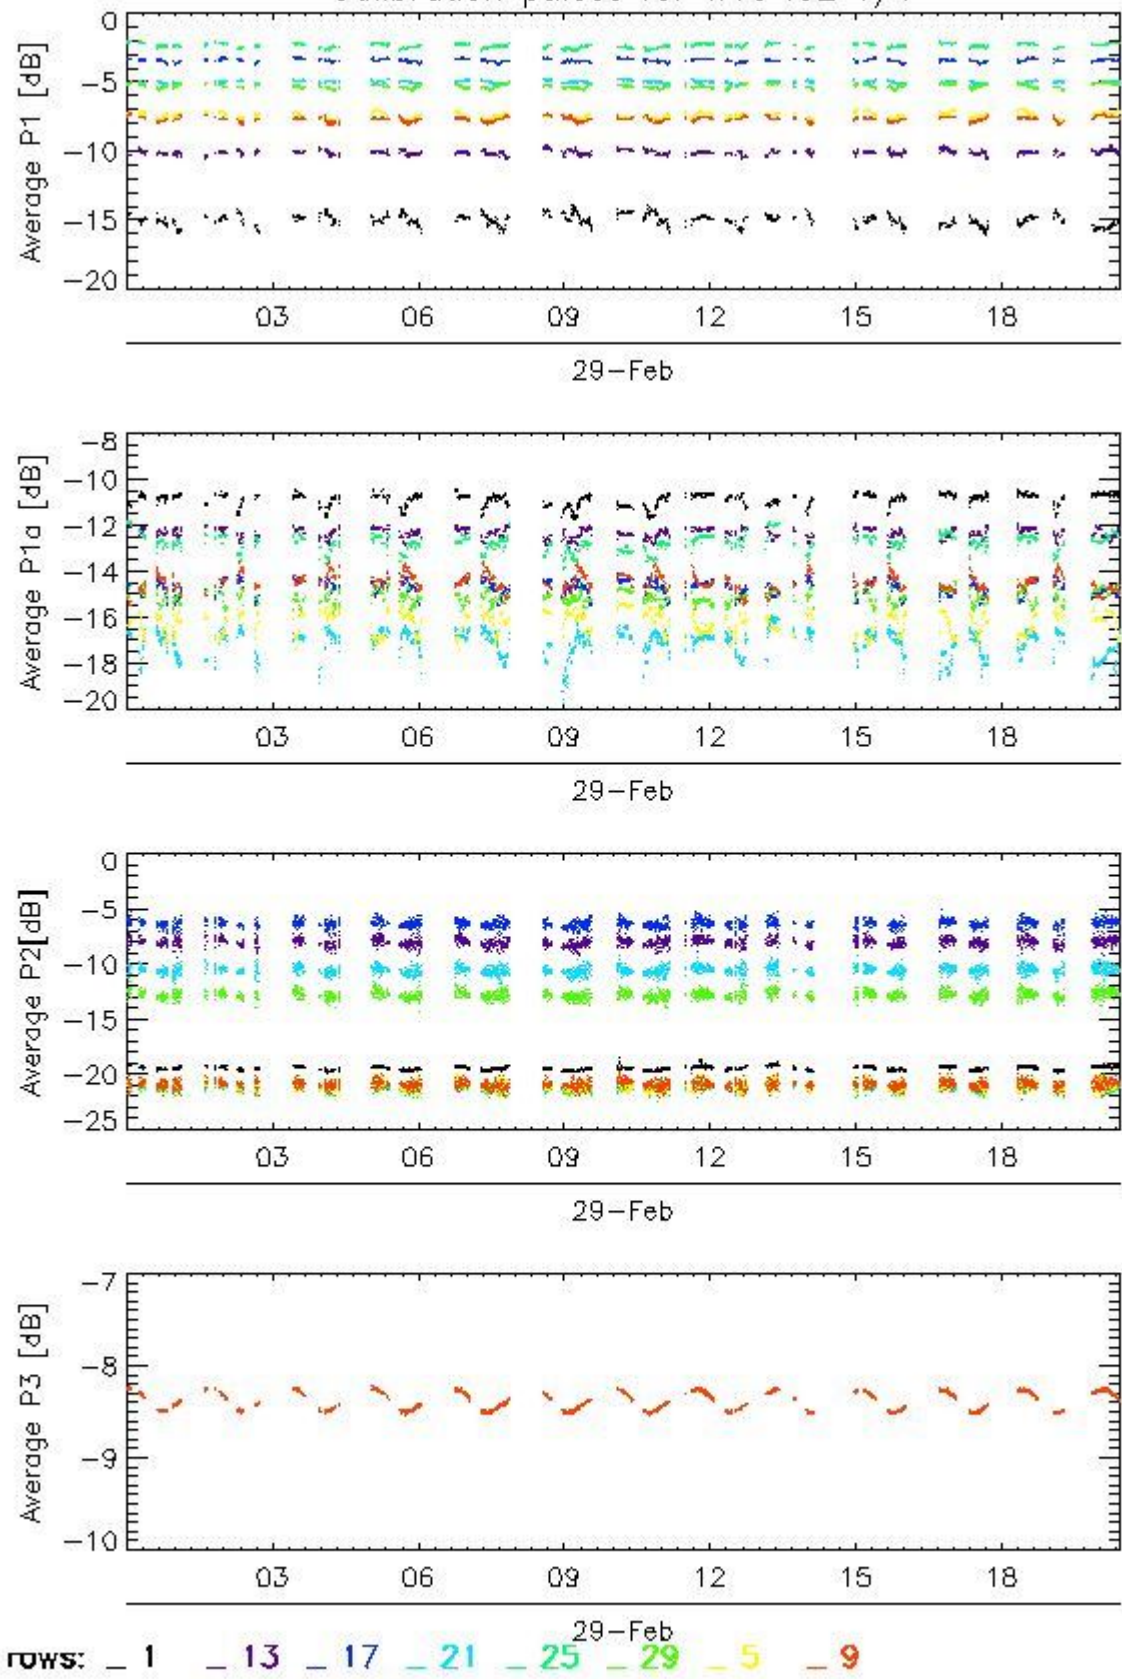 0
−5
−10
−15
−20
Average P1 [dB]
03 06 09 12 15 18
29−Feb
−8
−10
−12
−14
−16
−18
−20
Average P1a [dB]
03 06 09 12 15 18
29−Feb
0
−5
−10
−15
−20
−25
Average P2[dB]
03 06 09 12 15 18
29−Feb
−7
−8
−9
−10
Average P3 [dB]
03 06 09 12 15 18
29−Feb
rows: _ 1 _ 13 _ 17 _ 21 _ 25 _ 29 _ 5 _ 9